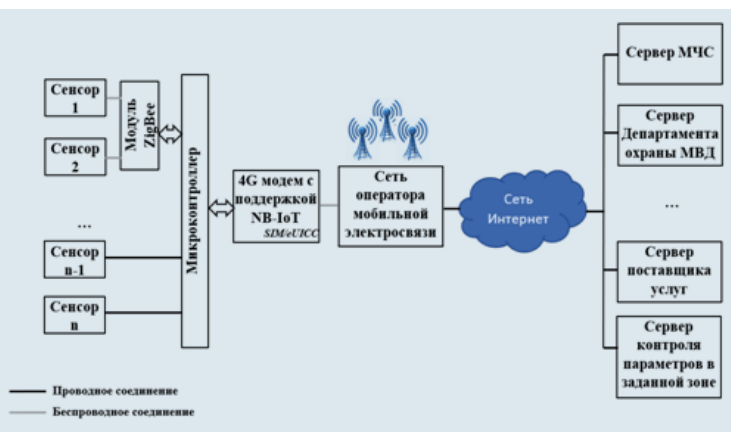 Сенсор
1
Сенсор
2
...
Сенсор
n-1
Сенсор
n
Модуль
ZigBee
Микроконтроллер
4G модем с
поддержкой
NB-IoT
SIM/eUICC
Сеть
оператора
мобильной
электросвязи
Сеть
Интернет
Сервер МЧС
Сервер
Департамента
охраны МВД
...
Сервер
поставщика
услуг
Сервер
контроля
параметров в
заданной зоне
Проводное соединение
Беспроводное соединение